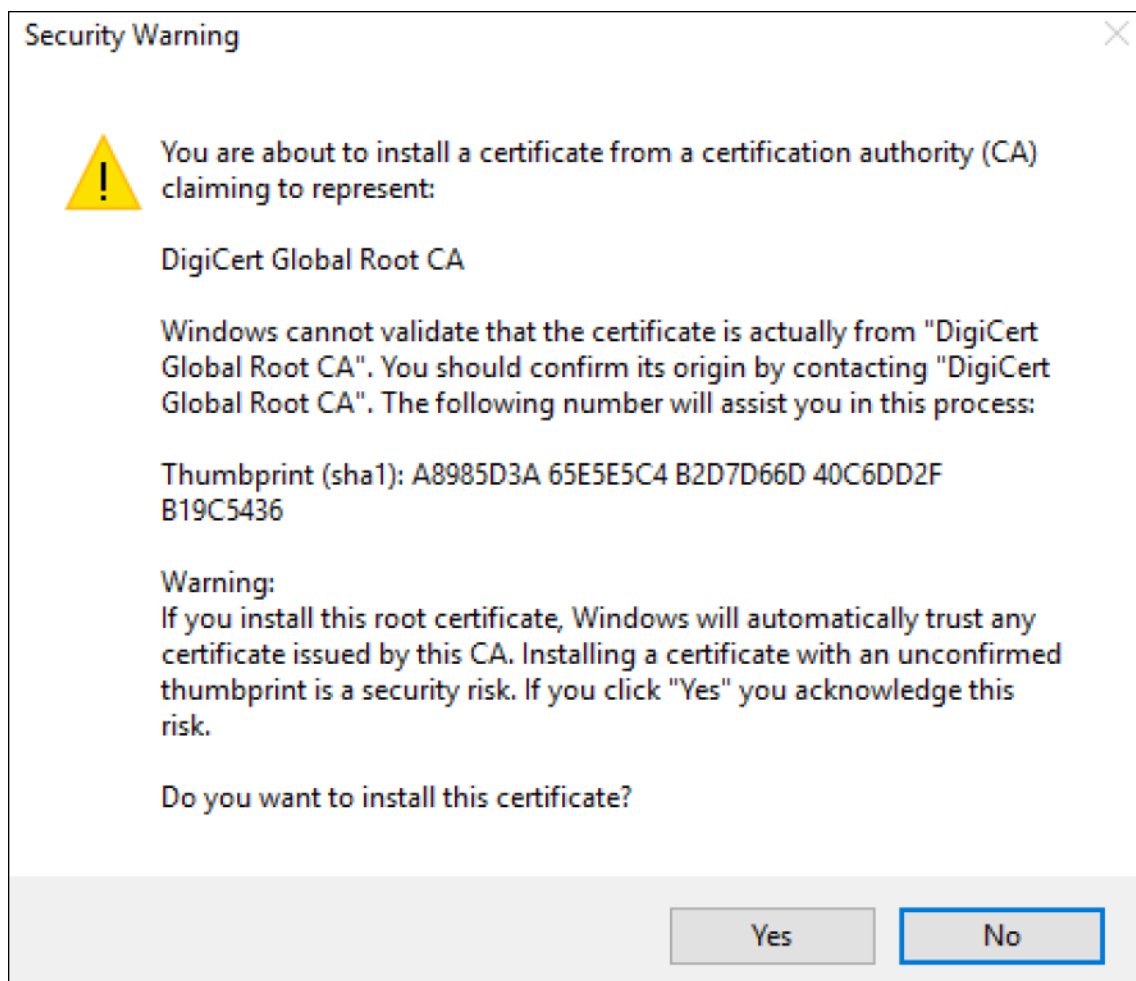 Security Warning
You are about to install a certificate from a certification authority (CA)
claiming to represent:
DigiCert Global Root CA
Windows cannot validate that the certificate is actually from "DigiCert
Global Root CA". You should confirm its origin by contacting "DigiCert
Global Root CA". The following number will assist you in this process:
Thumbprint (sha1): A8985D3A 65E5E5C4 B2D7D66D 40C6DD2F
B19C5436
Warning:
If you install this root certificate, Windows will automatically trust any
certificate issued by this CA. Installing a certificate with an unconfirmed
thumbprint is a security risk. If you click "Yes" you acknowledge this
risk.
Do you want to install this certificate?
Yes
No